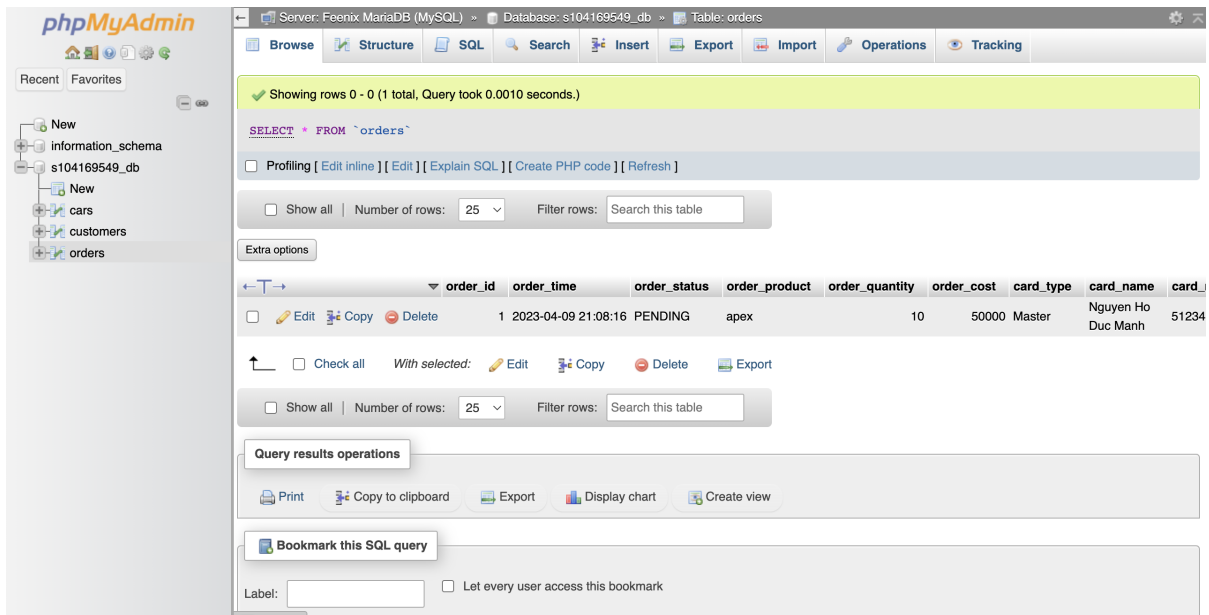 phpMyAdmin
Recent Favorites
New
information_schema
s104169549_db
New
cars
customers
orders
Server: Feenix MariaDB (MySQL) » Database: s104169549_db » Table: orders
Browse Structure SQL Search Insert Export Import Operations Tracking
Showing rows 0 - 0 (1 total, Query took 0.0010 seconds.)
SELECT * FROM `orders`
Profiling [ Edit inline ] [ Edit ] [ Explain SQL ] [ Create PHP code ] [ Refresh ]
Show all | Number of rows: 25 Filter rows: Search this table
Extra options
←T→ order_id order_time order_status order_product order_quantity order_cost card_type card_name card_
Edit Copy Delete 1 2023-04-09 21:08:16 PENDING apex 10 50000 Master Nguyen Ho
Duc Manh 51234
Check all With selected: Edit Copy Delete Export
Show all | Number of rows: 25 Filter rows: Search this table
Query results operations
Print Copy to clipboard Export Display chart Create view
Bookmark this SQL query
Label: Let every user access this bookmark